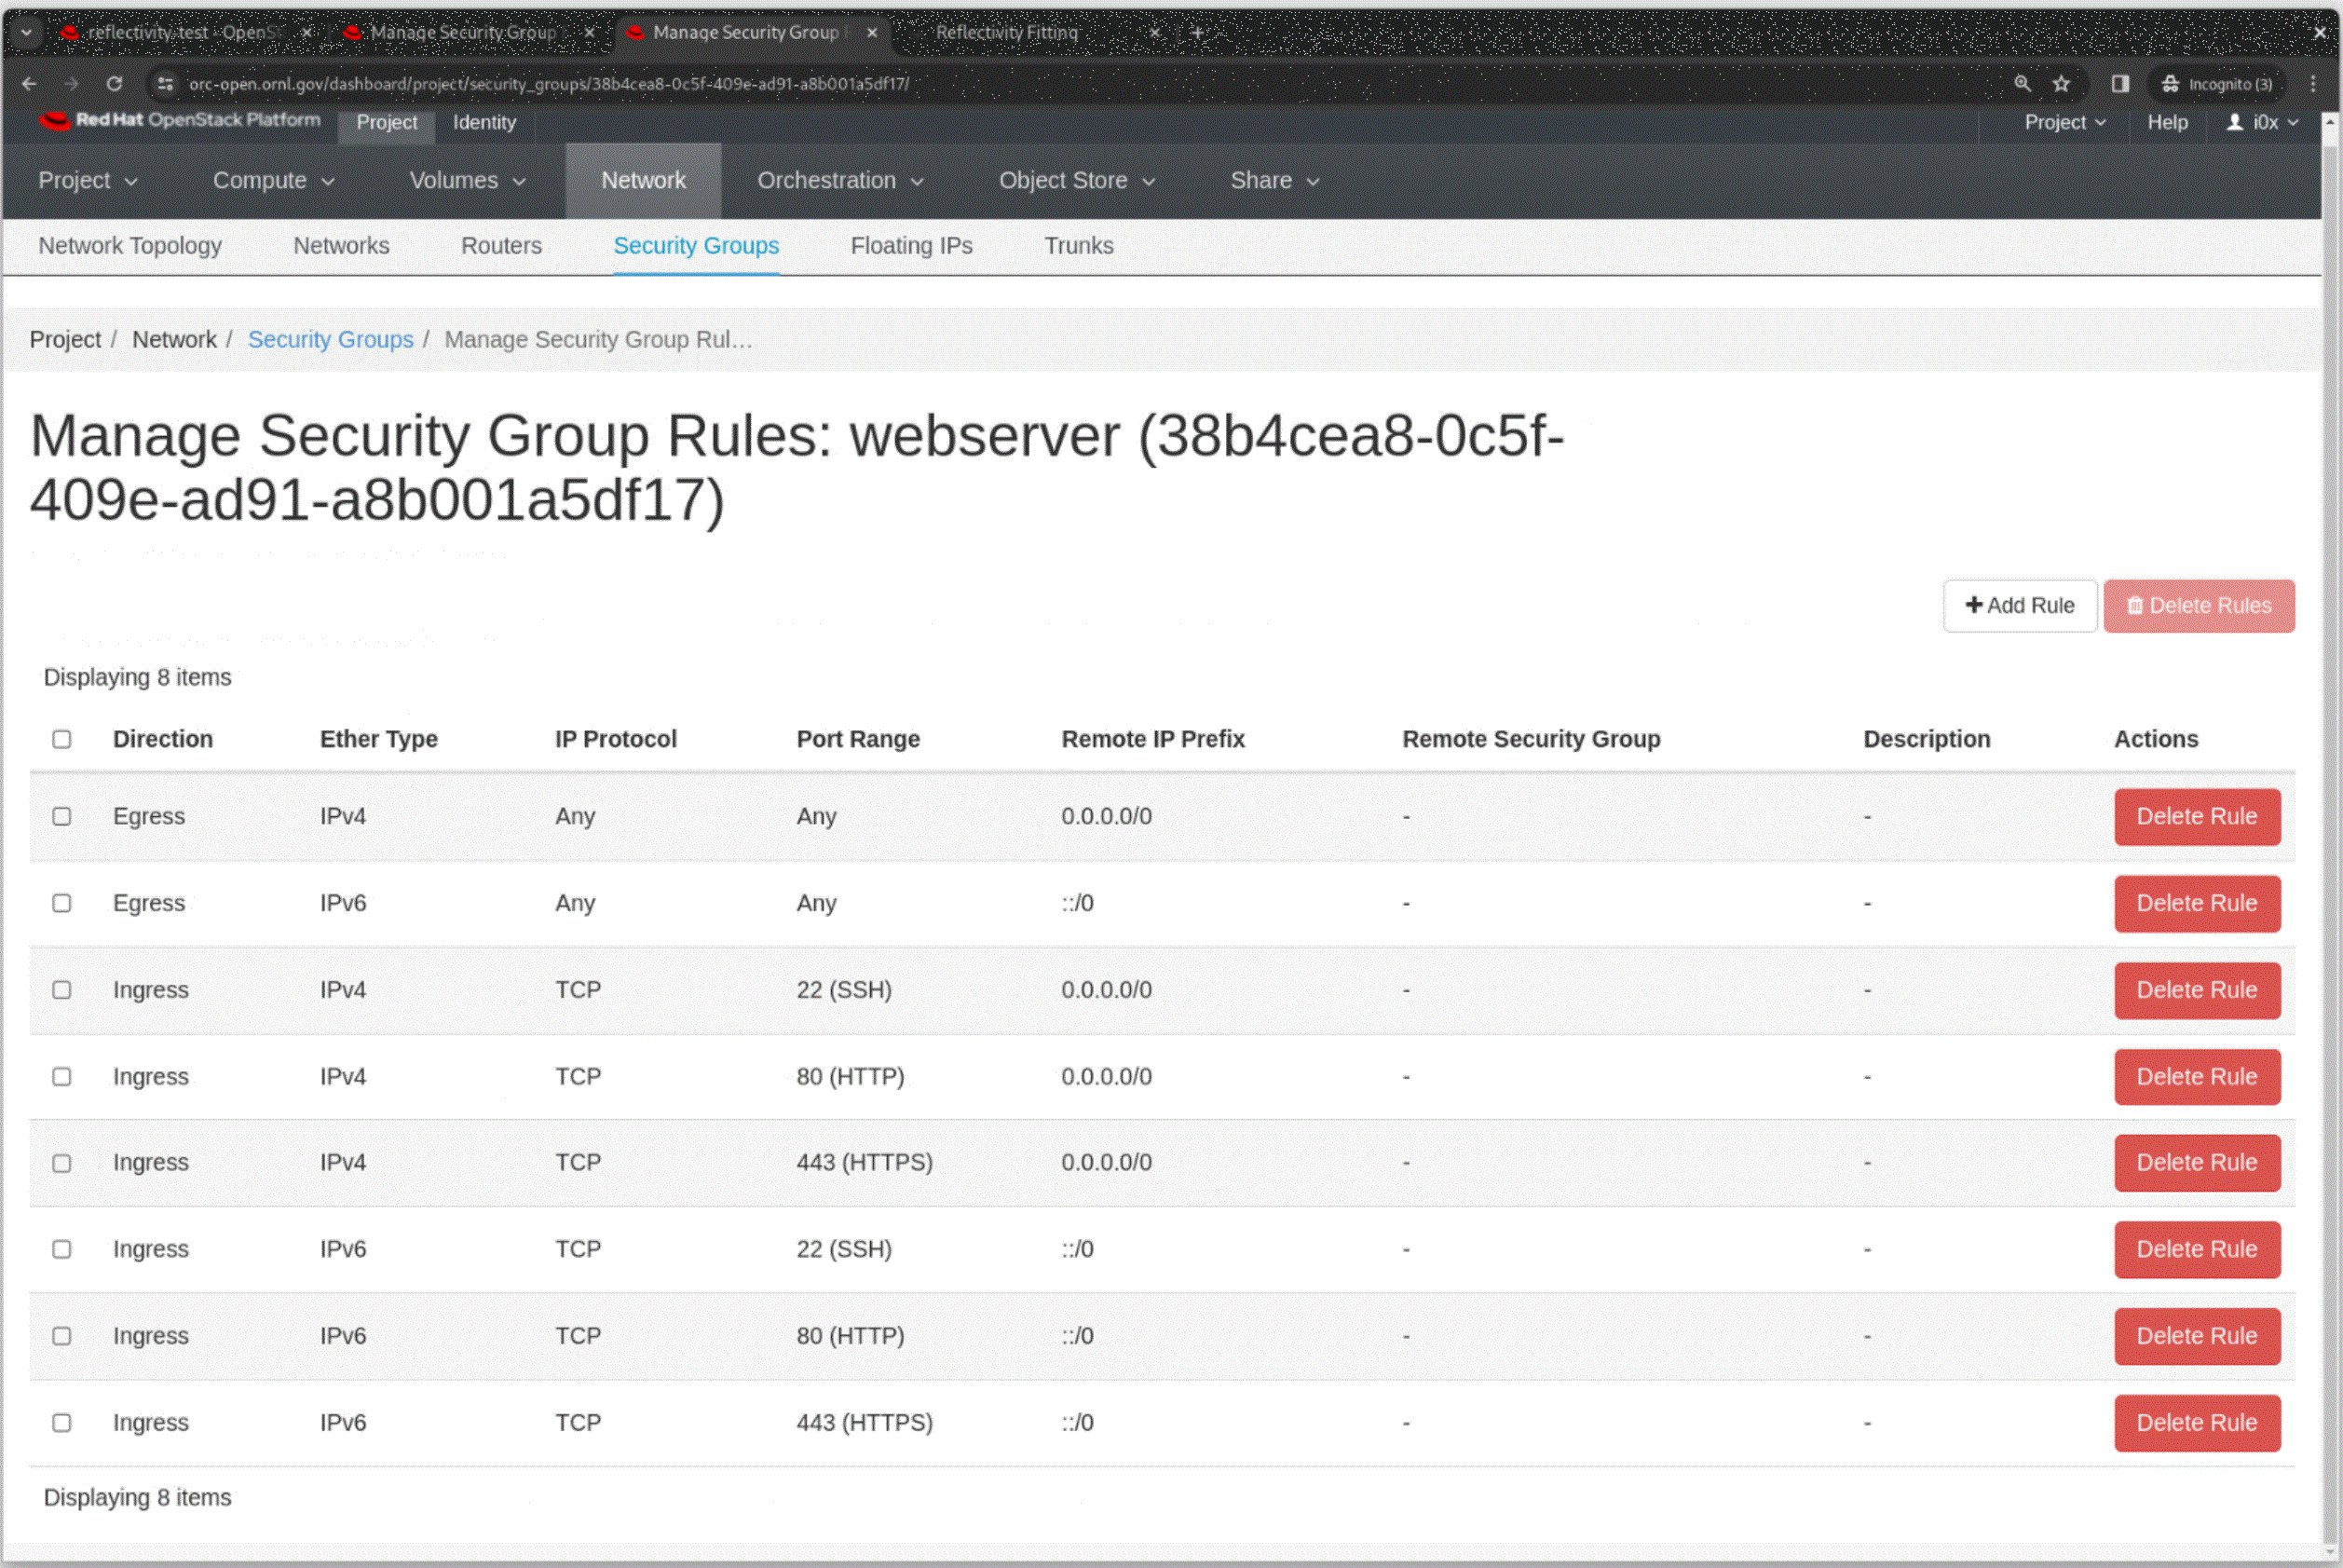 reflectivity_test - OpenS Manage Security Group Manage Security Group Reflectivity Fitting
orc-open.ornl.gov/dashboard/project/security_groups/38b4cea8-0c5f-409e-ad91-a8b001a5df17/ Incognito (3)
Red Hat OpenStack Platform Project Identity Project Help i0x
Project Compute Volumes Network Orchestration Object Store Share
Network Topology Networks Routers Security Groups Floating IPs Trunks
Project / Network / Security Groups / Manage Security Group Rul...
Manage Security Group Rules: webserver (38b4cea8-0c5f-
409e-ad91-a8b001a5df17)
+ Add Rule Delete Rules
Displaying 8 items
Direction Ether Type IP Protocol Port Range Remote IP Prefix Remote Security Group Description Actions
Egress IPv4 Any Any 0.0.0.0/0 - - Delete Rule
Egress IPv6 Any Any ::/0 - - Delete Rule
Ingress IPv4 TCP 22 (SSH) 0.0.0.0/0 - - Delete Rule
Ingress IPv4 TCP 80 (HTTP) 0.0.0.0/0 - - Delete Rule
Ingress IPv4 TCP 443 (HTTPS) 0.0.0.0/0 - - Delete Rule
Ingress IPv6 TCP 22 (SSH) ::/0 - - Delete Rule
Ingress IPv6 TCP 80 (HTTP) ::/0 - - Delete Rule
Ingress IPv6 TCP 443 (HTTPS) ::/0 - - Delete Rule
Displaying 8 items